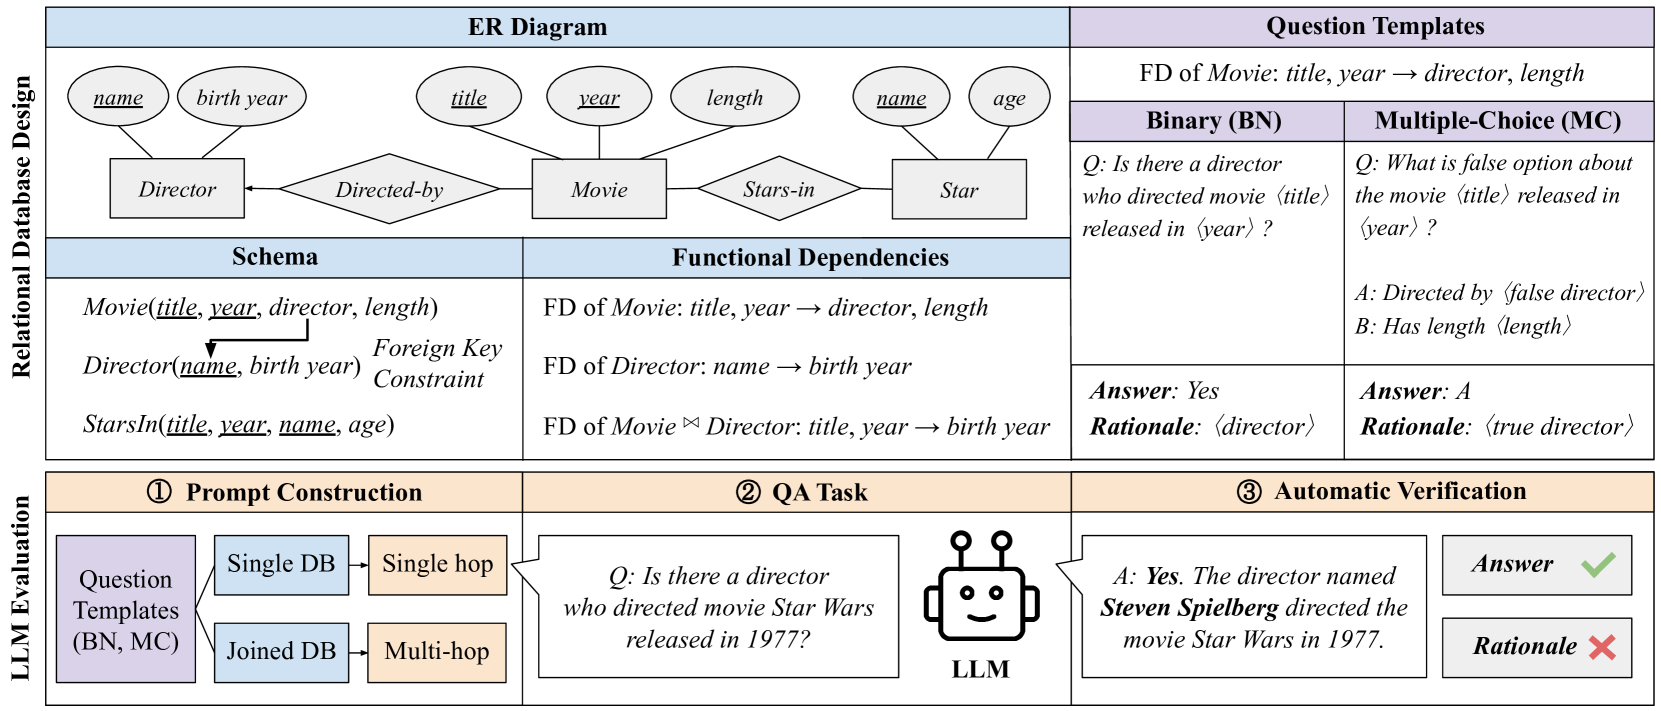 Relational Database Design
ER Diagram
name
birth year
title
year
length
name
age
Director
Directed-by
Movie
Stars-in
Star
Schema
Movie(title, year, director, length)
Director(name, birth year)
Foreign Key
Constraint
StarsIn(title, year, name, age)
Functional Dependencies
FD of Movie: title, year → director, length
FD of Director: name → birth year
FD of Movie ⋈ Director: title, year → birth year
Question Templates
FD of Movie: title, year → director, length
Binary (BN)
Q: Is there a director
who directed movie ⟨title⟩
released in ⟨year⟩ ?
Answer: Yes
Rationale: ⟨director⟩
Multiple-Choice (MC)
Q: What is false option about
the movie ⟨title⟩ released in
⟨year⟩ ?
A: Directed by ⟨false director⟩
B: Has length ⟨length⟩
Answer: A
Rationale: ⟨true director⟩
LLM Evaluation
① Prompt Construction
Question
Templates
(BN, MC)
Single DB
Single hop
Joined DB
Multi-hop
② QA Task
Q: Is there a director
who directed movie Star Wars
released in 1977?
LLM
③ Automatic Verification
A: Yes. The director named
Steven Spielberg directed the
movie Star Wars in 1977.
Answer
Rationale